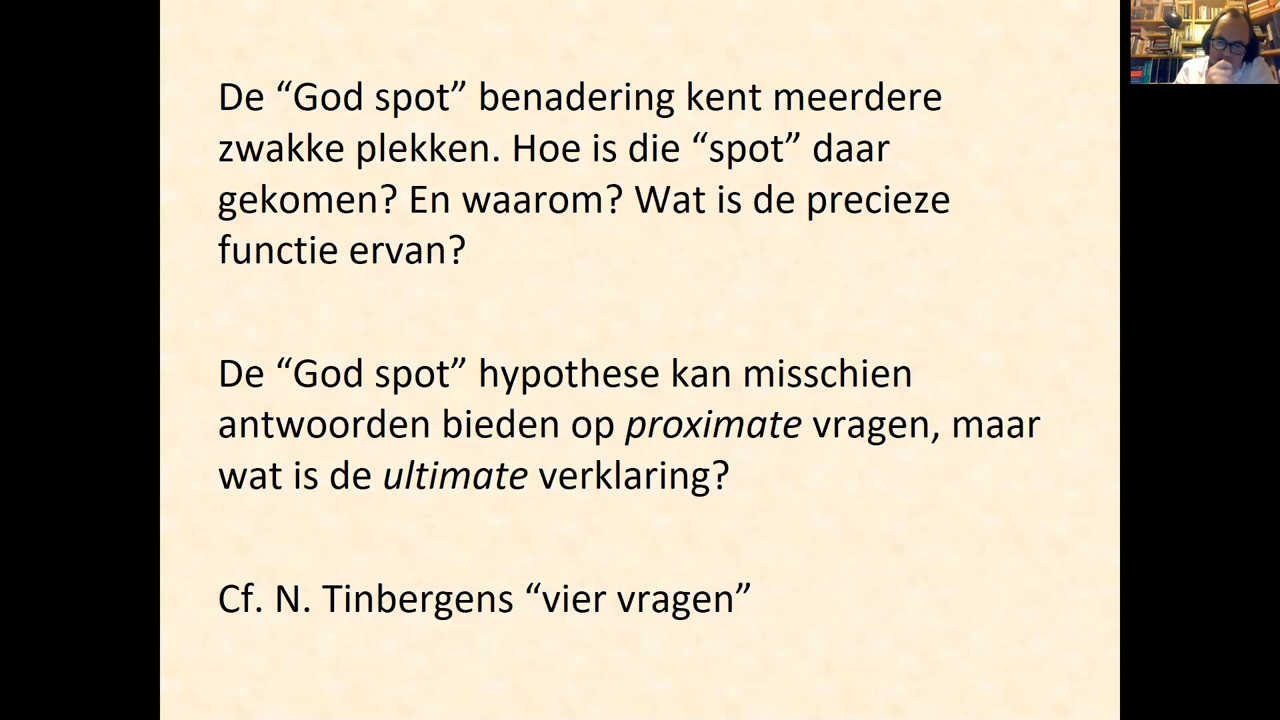 De “God spot” benadering kent meerdere
zwakke plekken. Hoe is die “spot” daar
gekomen? En waarom? Wat is de precieze
functie ervan?
De “God spot” hypothese kan misschien
antwoorden bieden op proximate vragen, maar
wat is de ultimate verklaring?
Cf. N. Tinbergens “vier vragen”